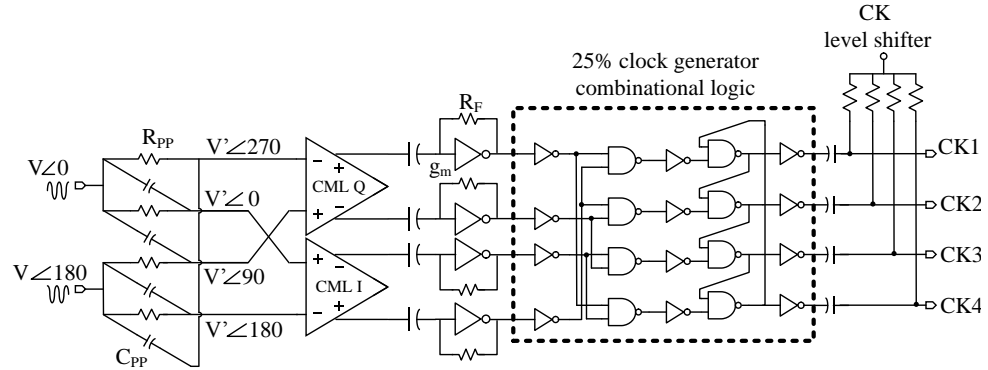 CK
level shifter
25% clock generator
combinational logic
R_F
R_PP
V∠0
V'∠270
CML Q
g_m
CK1
V'∠0
CK2
V∠180
V'∠90
CML I
CK3
V'∠180
CK4
C_PP
− + + −
+ − − +